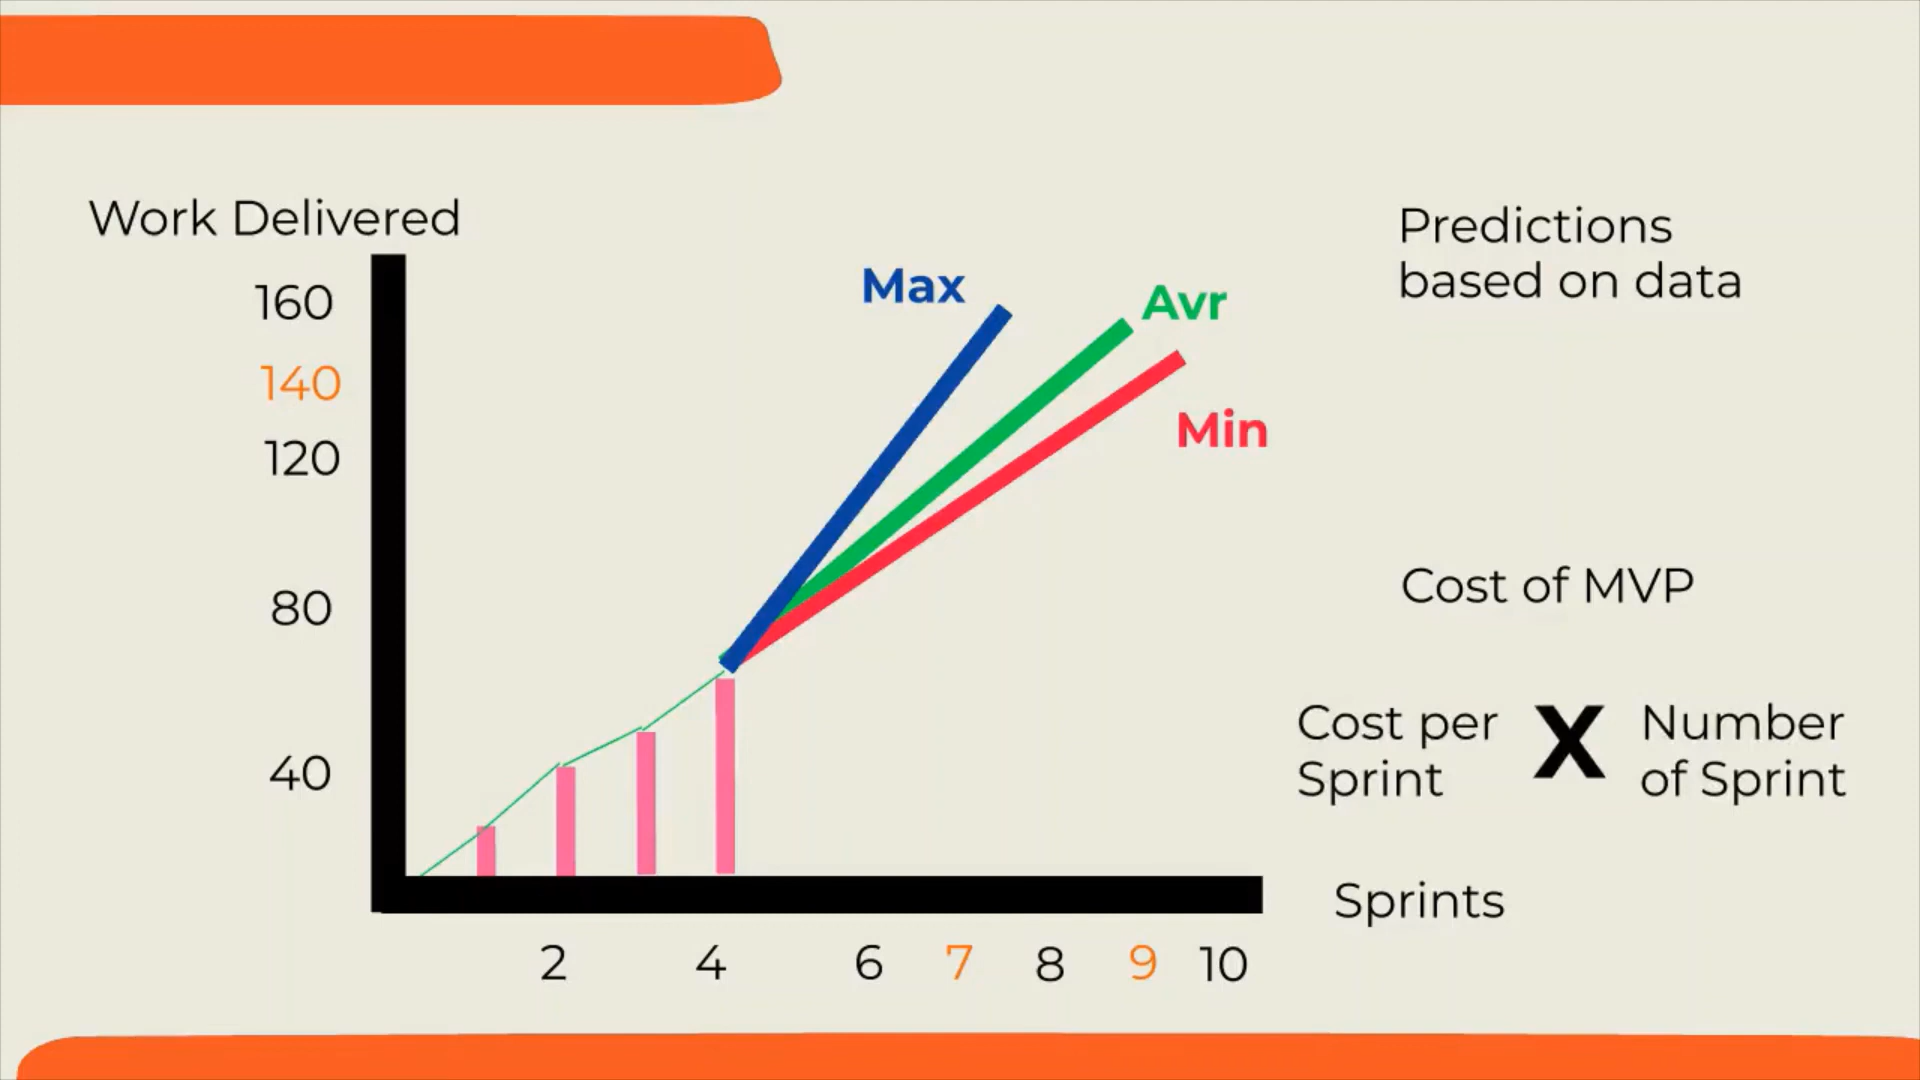 Work Delivered
160
140
120
80
40
Max
Avr
Min
2 4 6 7 8 9 10
Sprints
Predictions
based on data
Cost of MVP
Cost per
Sprint
X
Number
of Sprint